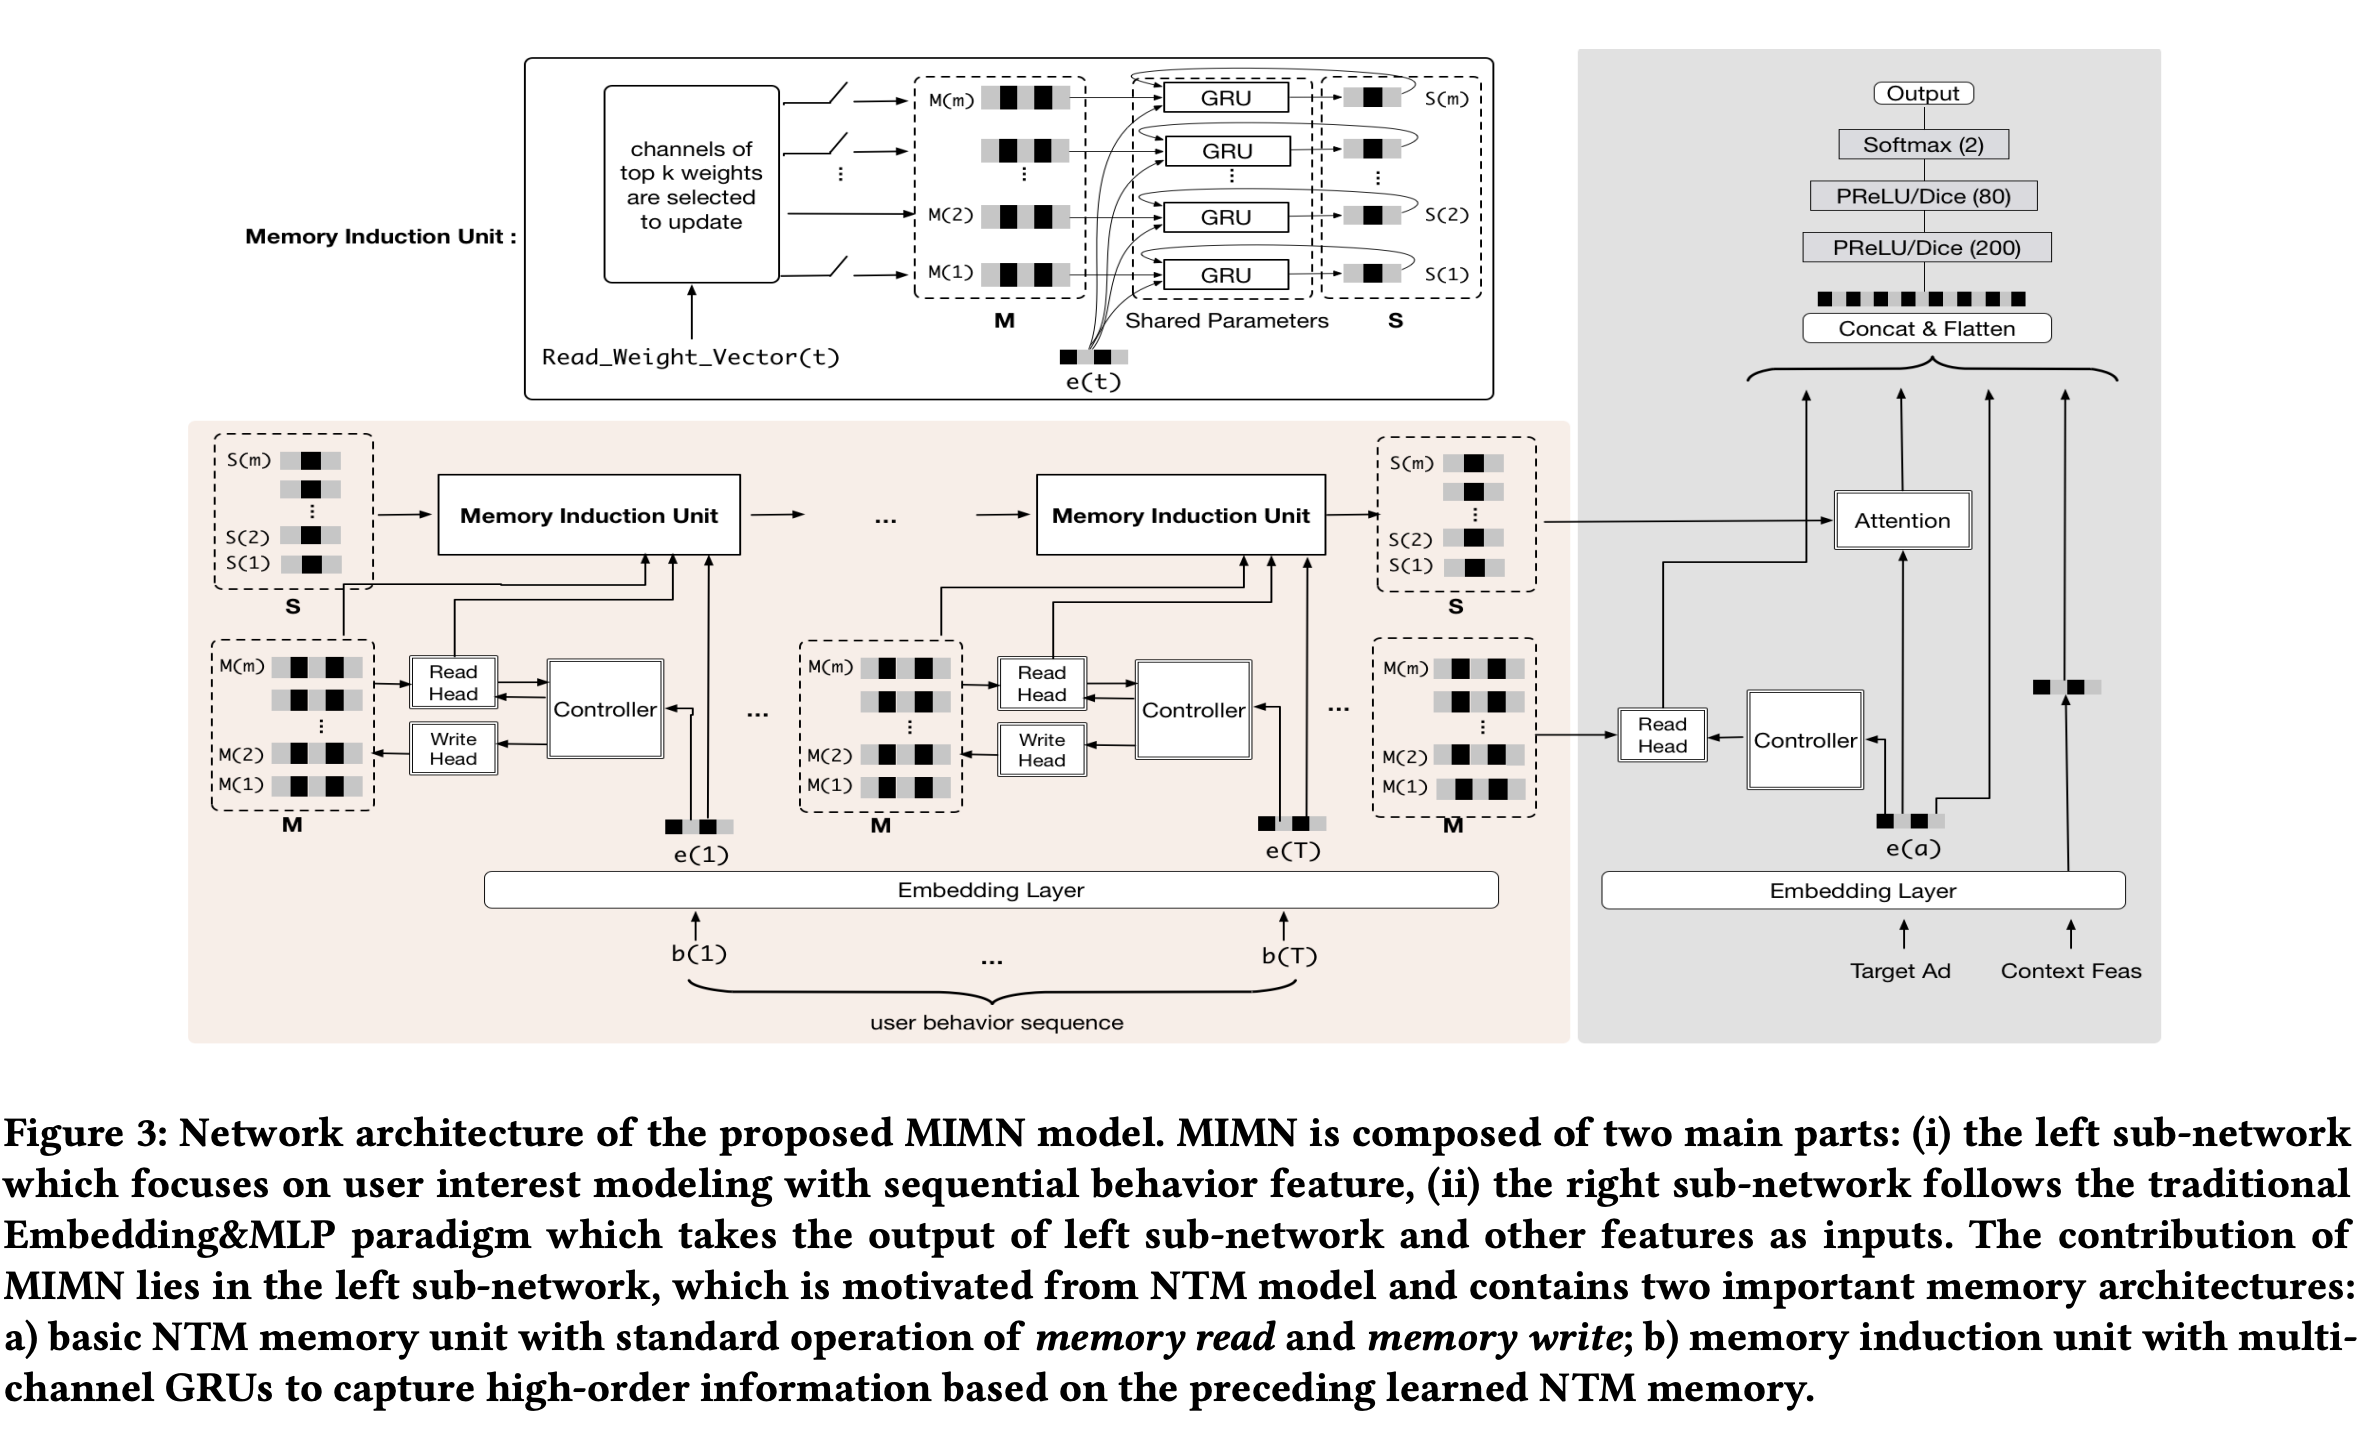 Memory Induction Unit :
channels of
top k weights
are selected
to update
Read_Weight_Vector(t)
M(m)
M(2)
M(1)
M
GRU
GRU
GRU
GRU
Shared Parameters
e(t)
S(m)
S(2)
S(1)
S
S(m)
S(2)
S(1)
S
Memory Induction Unit
...
Memory Induction Unit
S(m)
S(2)
S(1)
S
M(m)
M(2)
M(1)
M
Read
Head
Write
Head
Controller
...
M(m)
M(2)
M(1)
M
Read
Head
Write
Head
Controller
...
M(m)
M(2)
M(1)
M
e(1)
e(T)
Embedding Layer
b(1)
...
b(T)
user behavior sequence
Output
Softmax (2)
PReLU/Dice (80)
PReLU/Dice (200)
Concat & Flatten
Attention
Read
Head
Controller
e(a)
Embedding Layer
Target Ad
Context Feas
Figure 3: Network architecture of the proposed MIMN model. MIMN is composed of two main parts: (i) the left sub-network
which focuses on user interest modeling with sequential behavior feature, (ii) the right sub-network follows the traditional
Embedding&MLP paradigm which takes the output of left sub-network and other features as inputs. The contribution of
MIMN lies in the left sub-network, which is motivated from NTM model and contains two important memory architectures:
a) basic NTM memory unit with standard operation of memory read and memory write; b) memory induction unit with multi-
channel GRUs to capture high-order information based on the preceding learned NTM memory.